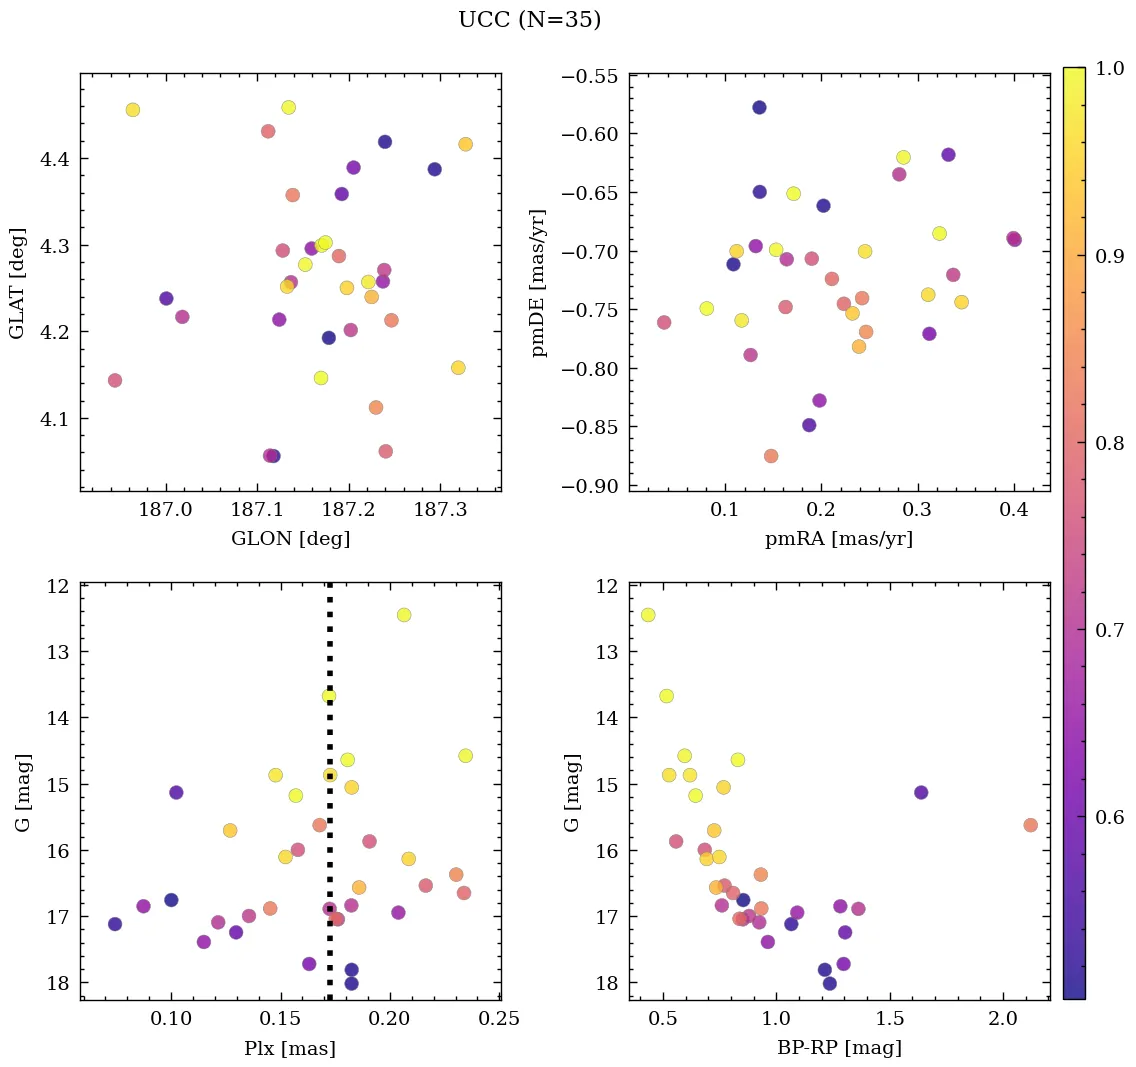 UCC (N=35)
4.4
4.3
4.2
4.1
GLAT [deg]
187.0 187.1 187.2 187.3
GLON [deg]
−0.55
−0.60
−0.65
−0.70
−0.75
−0.80
−0.85
−0.90
pmDE [mas/yr]
0.1 0.2 0.3 0.4
pmRA [mas/yr]
1.0
0.9
0.8
0.7
0.6
12
13
14
15
16
17
18
G [mag]
0.10 0.15 0.20 0.25
Plx [mas]
12
13
14
15
16
17
18
G [mag]
0.5 1.0 1.5 2.0
BP-RP [mag]